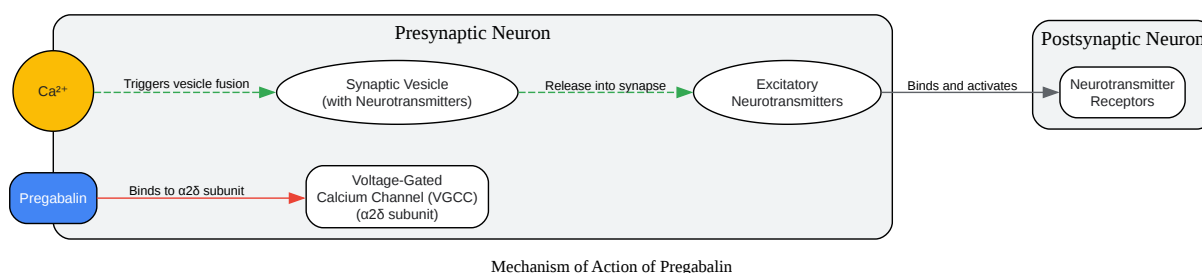 Presynaptic Neuron
Postsynaptic Neuron
Ca²⁺
Triggers vesicle fusion
Synaptic Vesicle
(with Neurotransmitters)
Release into synapse
Excitatory
Neurotransmitters
Binds and activates
Neurotransmitter
Receptors
Pregabalin
Binds to α2δ subunit
Voltage-Gated
Calcium Channel (VGCC)
(α2δ subunit)
Mechanism of Action of Pregabalin